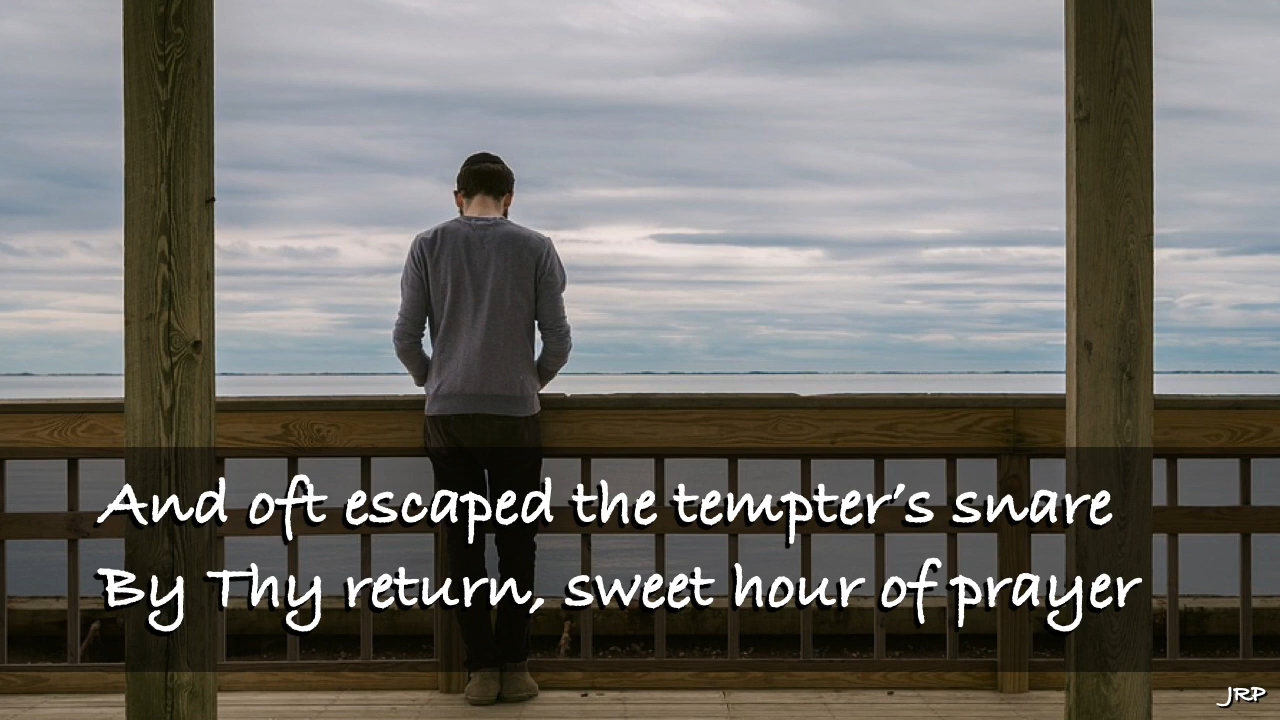 And oft escaped the tempter's snare
By Thy return, sweet hour of prayer
JRP